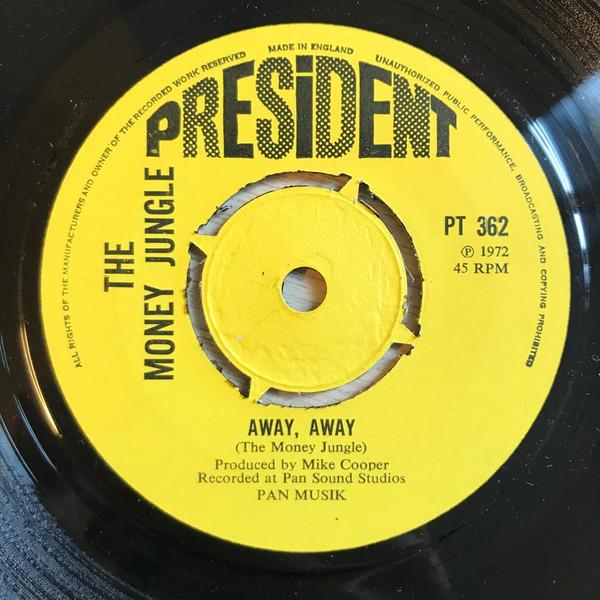 ALL RIGHTS OF THE MANUFACTURERS AND OWNER OF THE RECORDED WORK RESERVED
MADE IN ENGLAND
UNAUTHORIZED PUBLIC PERFORMANCE, BROADCASTING AND COPYING PROHIBITED
PRESiDENT
THE
MONEY JUNGLE
PT 362
℗ 1972
45 RPM
AWAY, AWAY
(The Money Jungle)
Produced by Mike Cooper
Recorded at Pan Sound Studios
PAN MUSIK